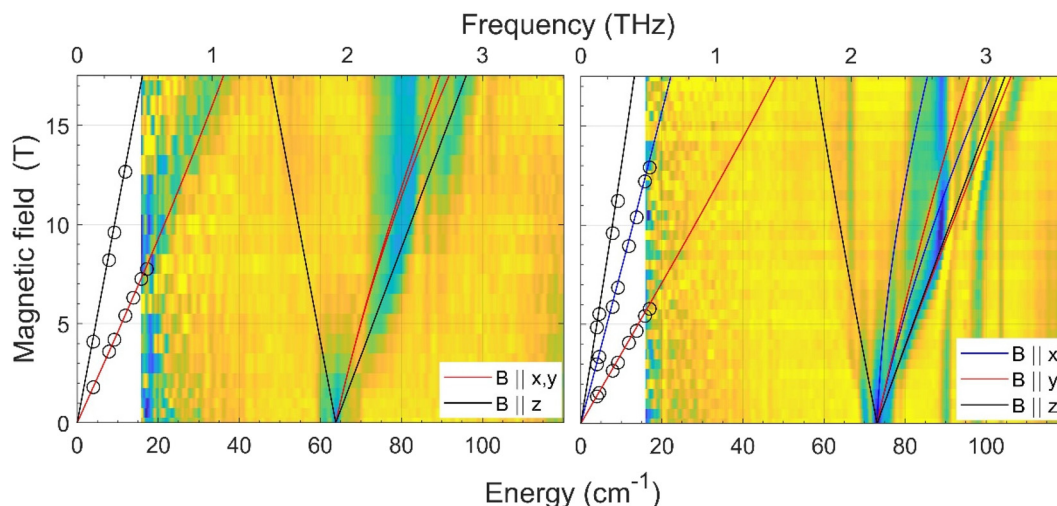 Frequency (THz)
0 1 2 3 0 1 2 3
Magnetic field (T)
15
10
5
0
B || x,y
B || z
B || x
B || y
B || z
0 20 40 60 80 100 0 20 40 60 80 100
Energy (cm-1)